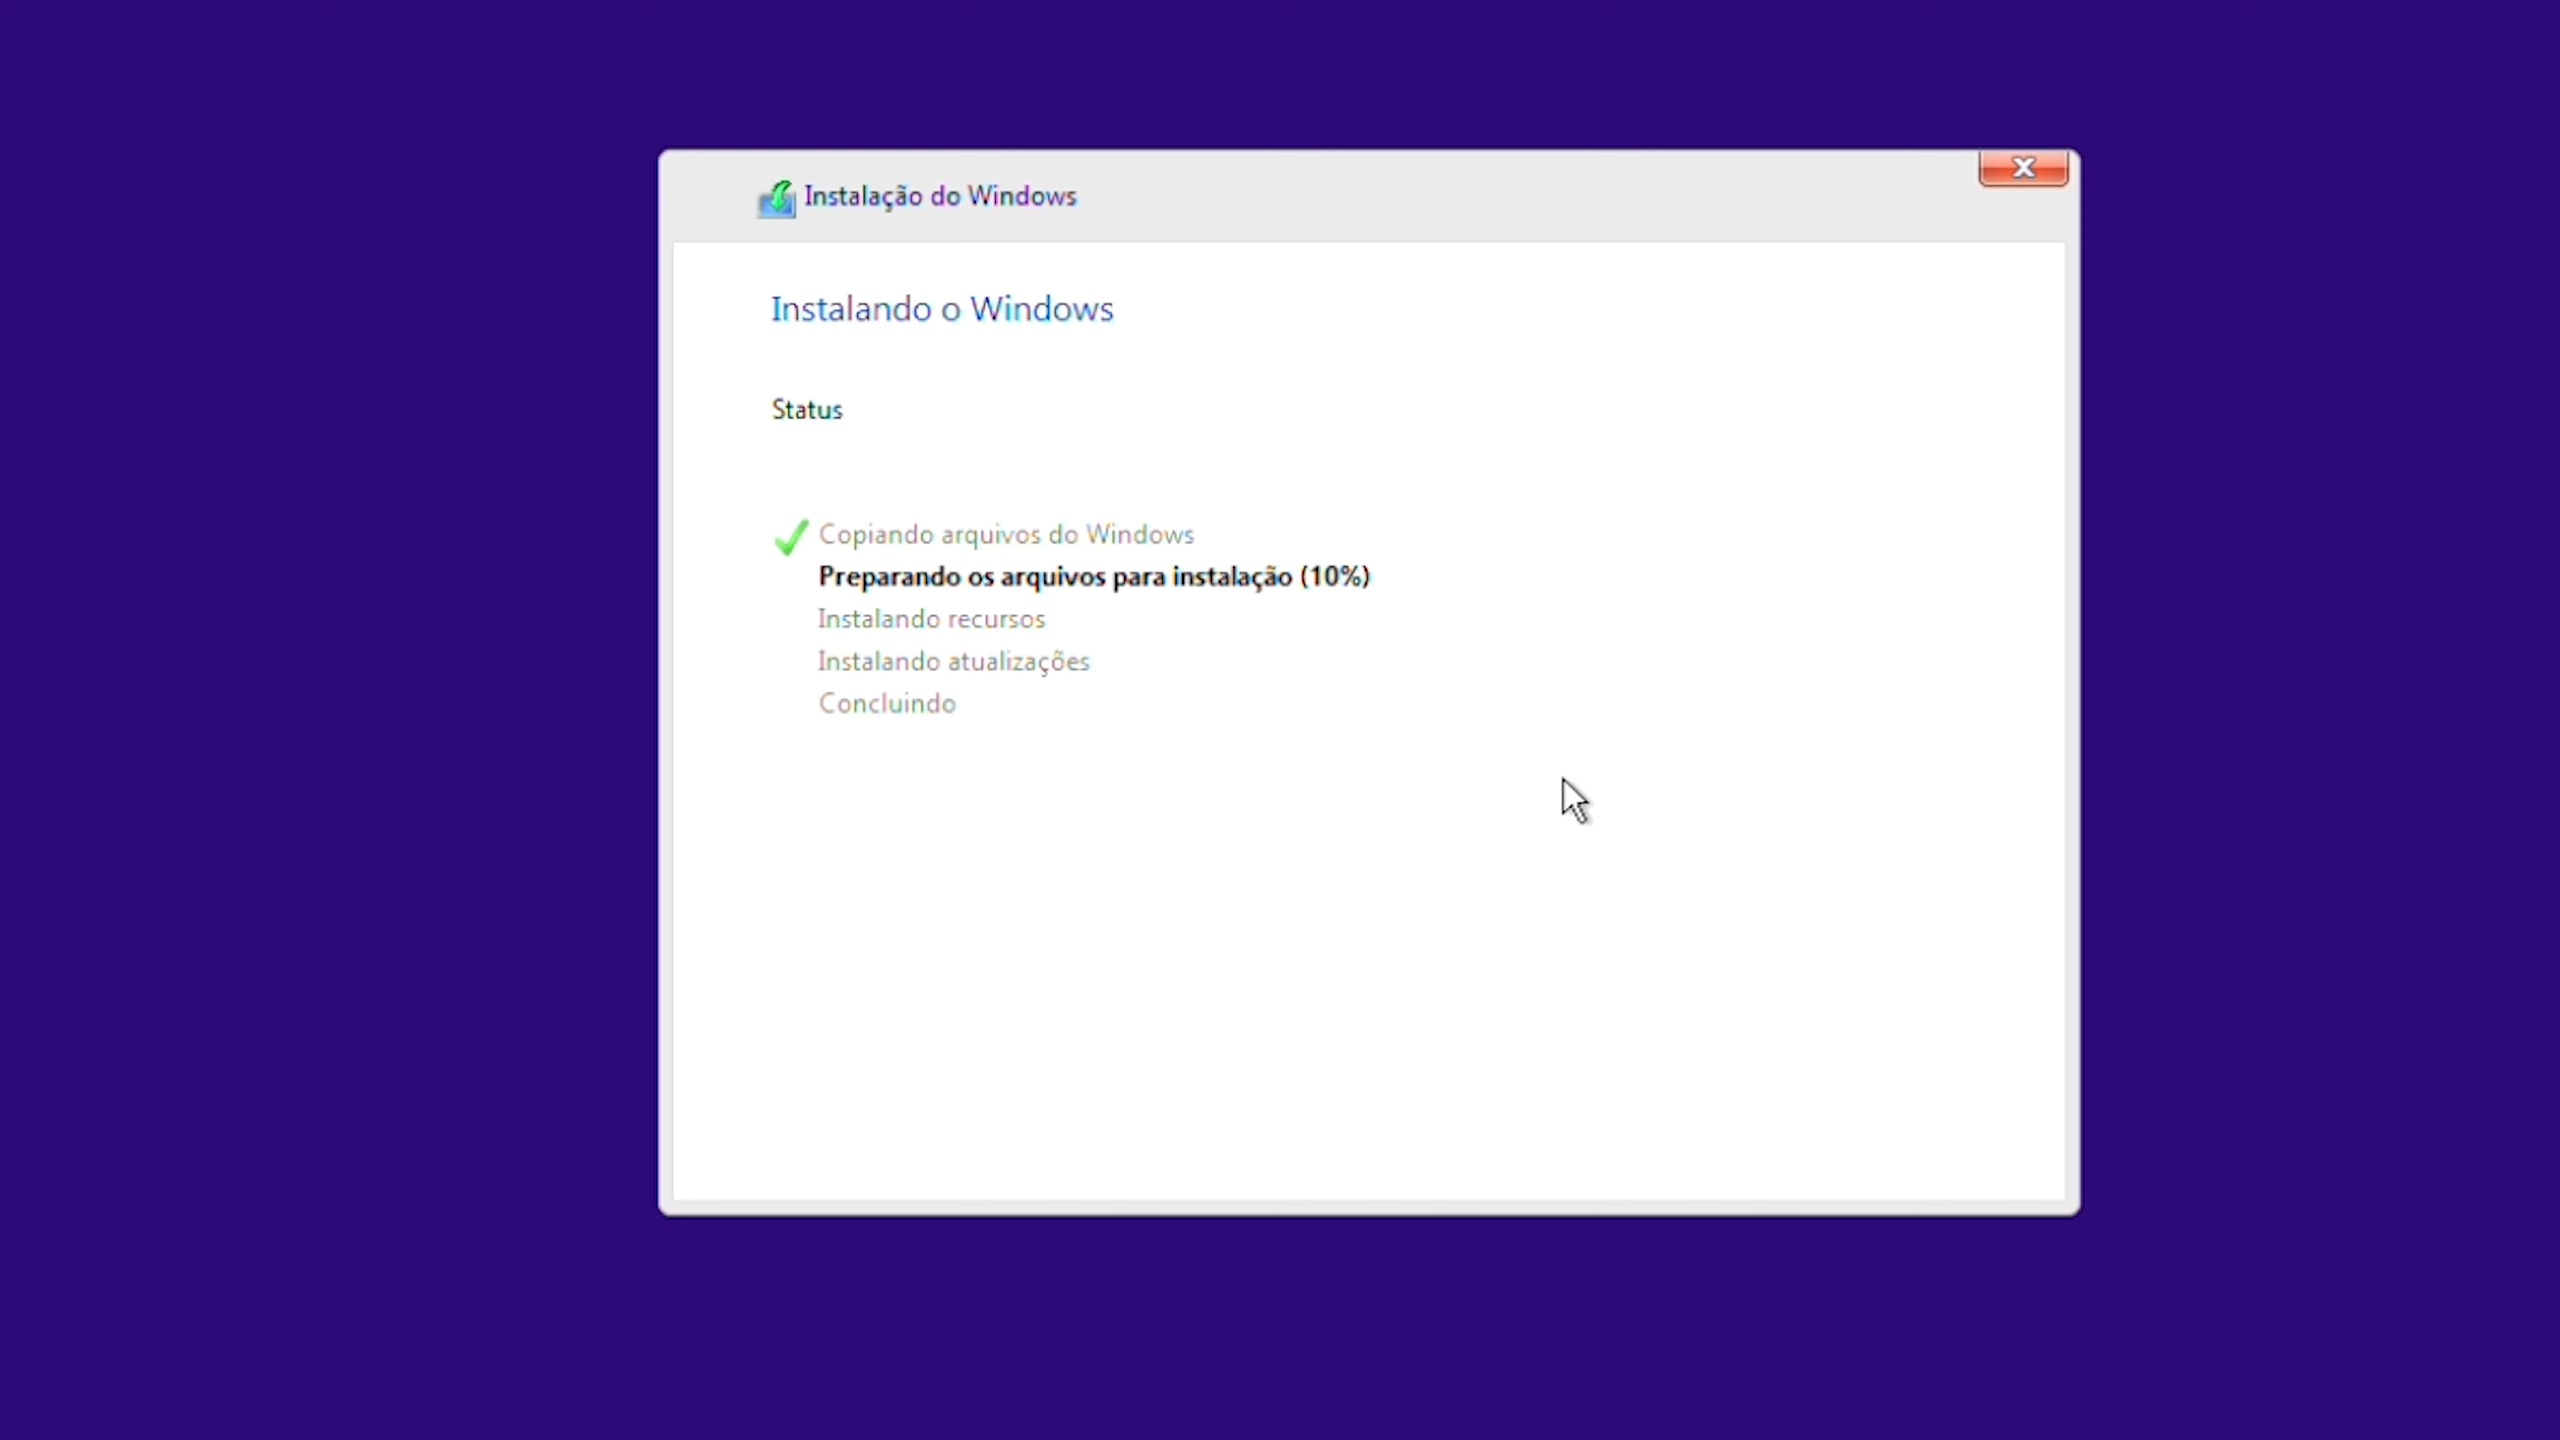 Instalação do Windows
Instalando o Windows
Status
Copiando arquivos do Windows
Preparando os arquivos para instalação (10%)
Instalando recursos
Instalando atualizações
Concluindo